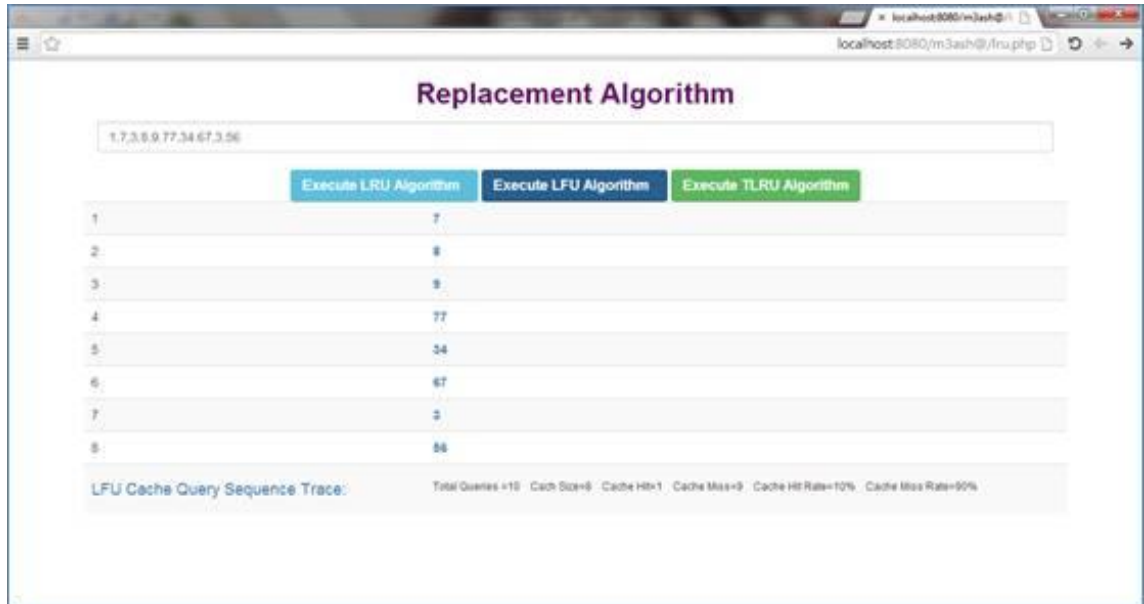 localhost:8080/m3ash@/l
localhost:8080/m3ash@/lru.php
Replacement Algorithm
1,7,3,8,9,77,34,67,3,56
Execute LRU Algorithm Execute LFU Algorithm Execute TLRU Algorithm
1 7
2 8
3 9
4 77
5 34
6 67
7 3
8 56
LFU Cache Query Sequence Trace: Total Queries =10 Cach Size=8 Cache Hit=1 Cache Miss=9 Cache Hit Rate=10% Cache Miss Rate=90%